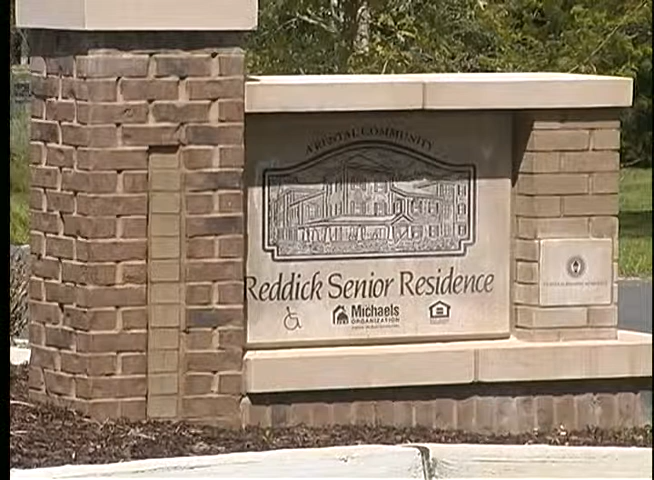 A RENTAL COMMUNITY
Reddick Senior Residence
Michaels
ORGANIZATION